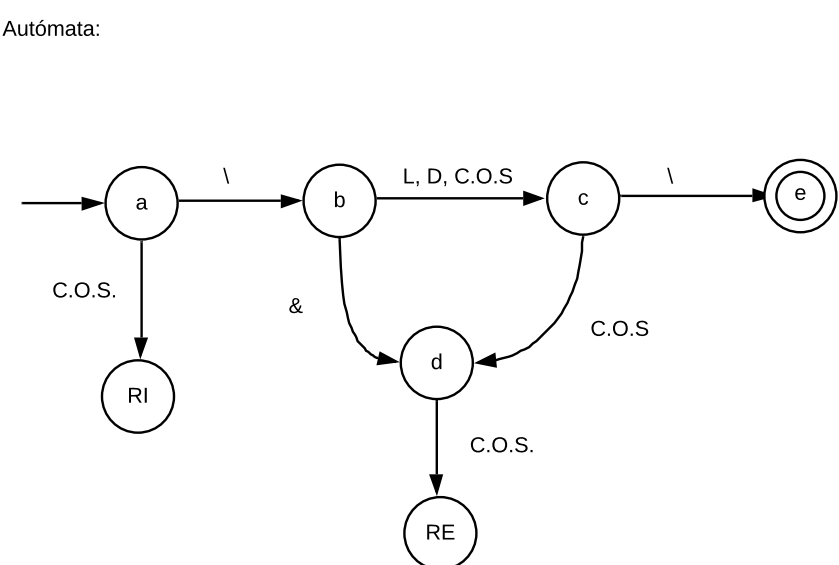 Autómata:
\
L, D, C.O.S
\
a
b
c
e
C.O.S.
&
C.O.S
d
RI
C.O.S.
RE